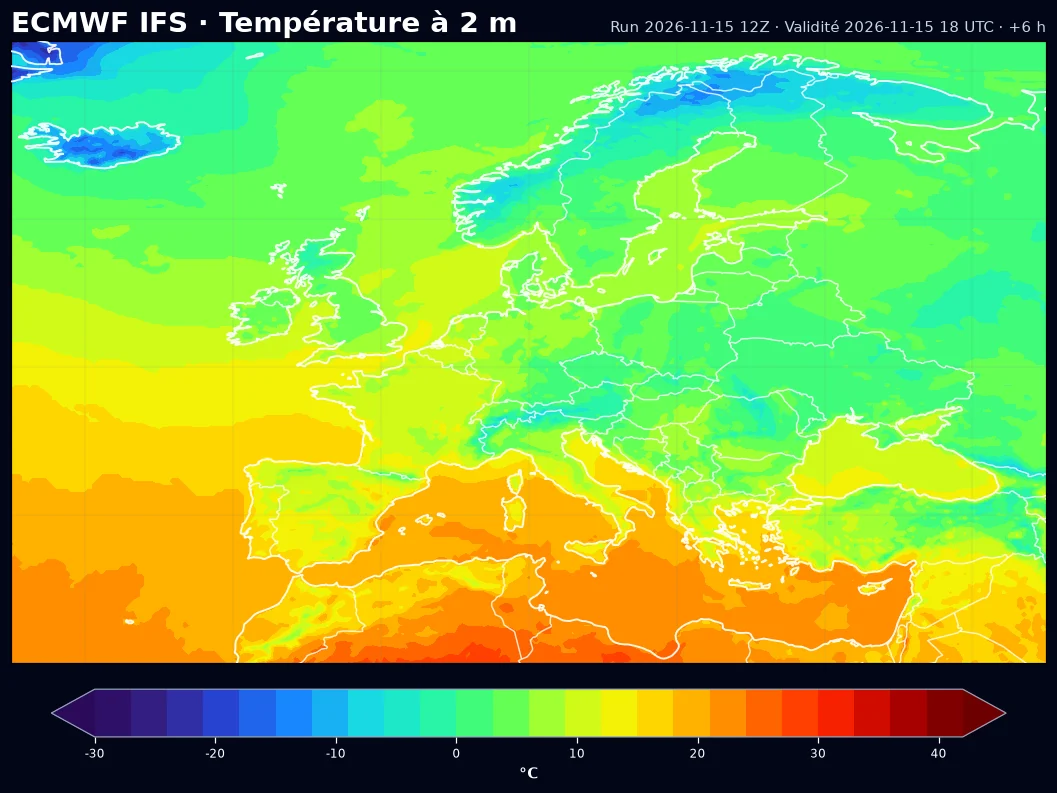 ECMWF IFS · Température à 2 m
Run 2026-11-15 12Z · Validité 2026-11-15 18 UTC · +6 h
-30 -20 -10 0 10 20 30 40
°C